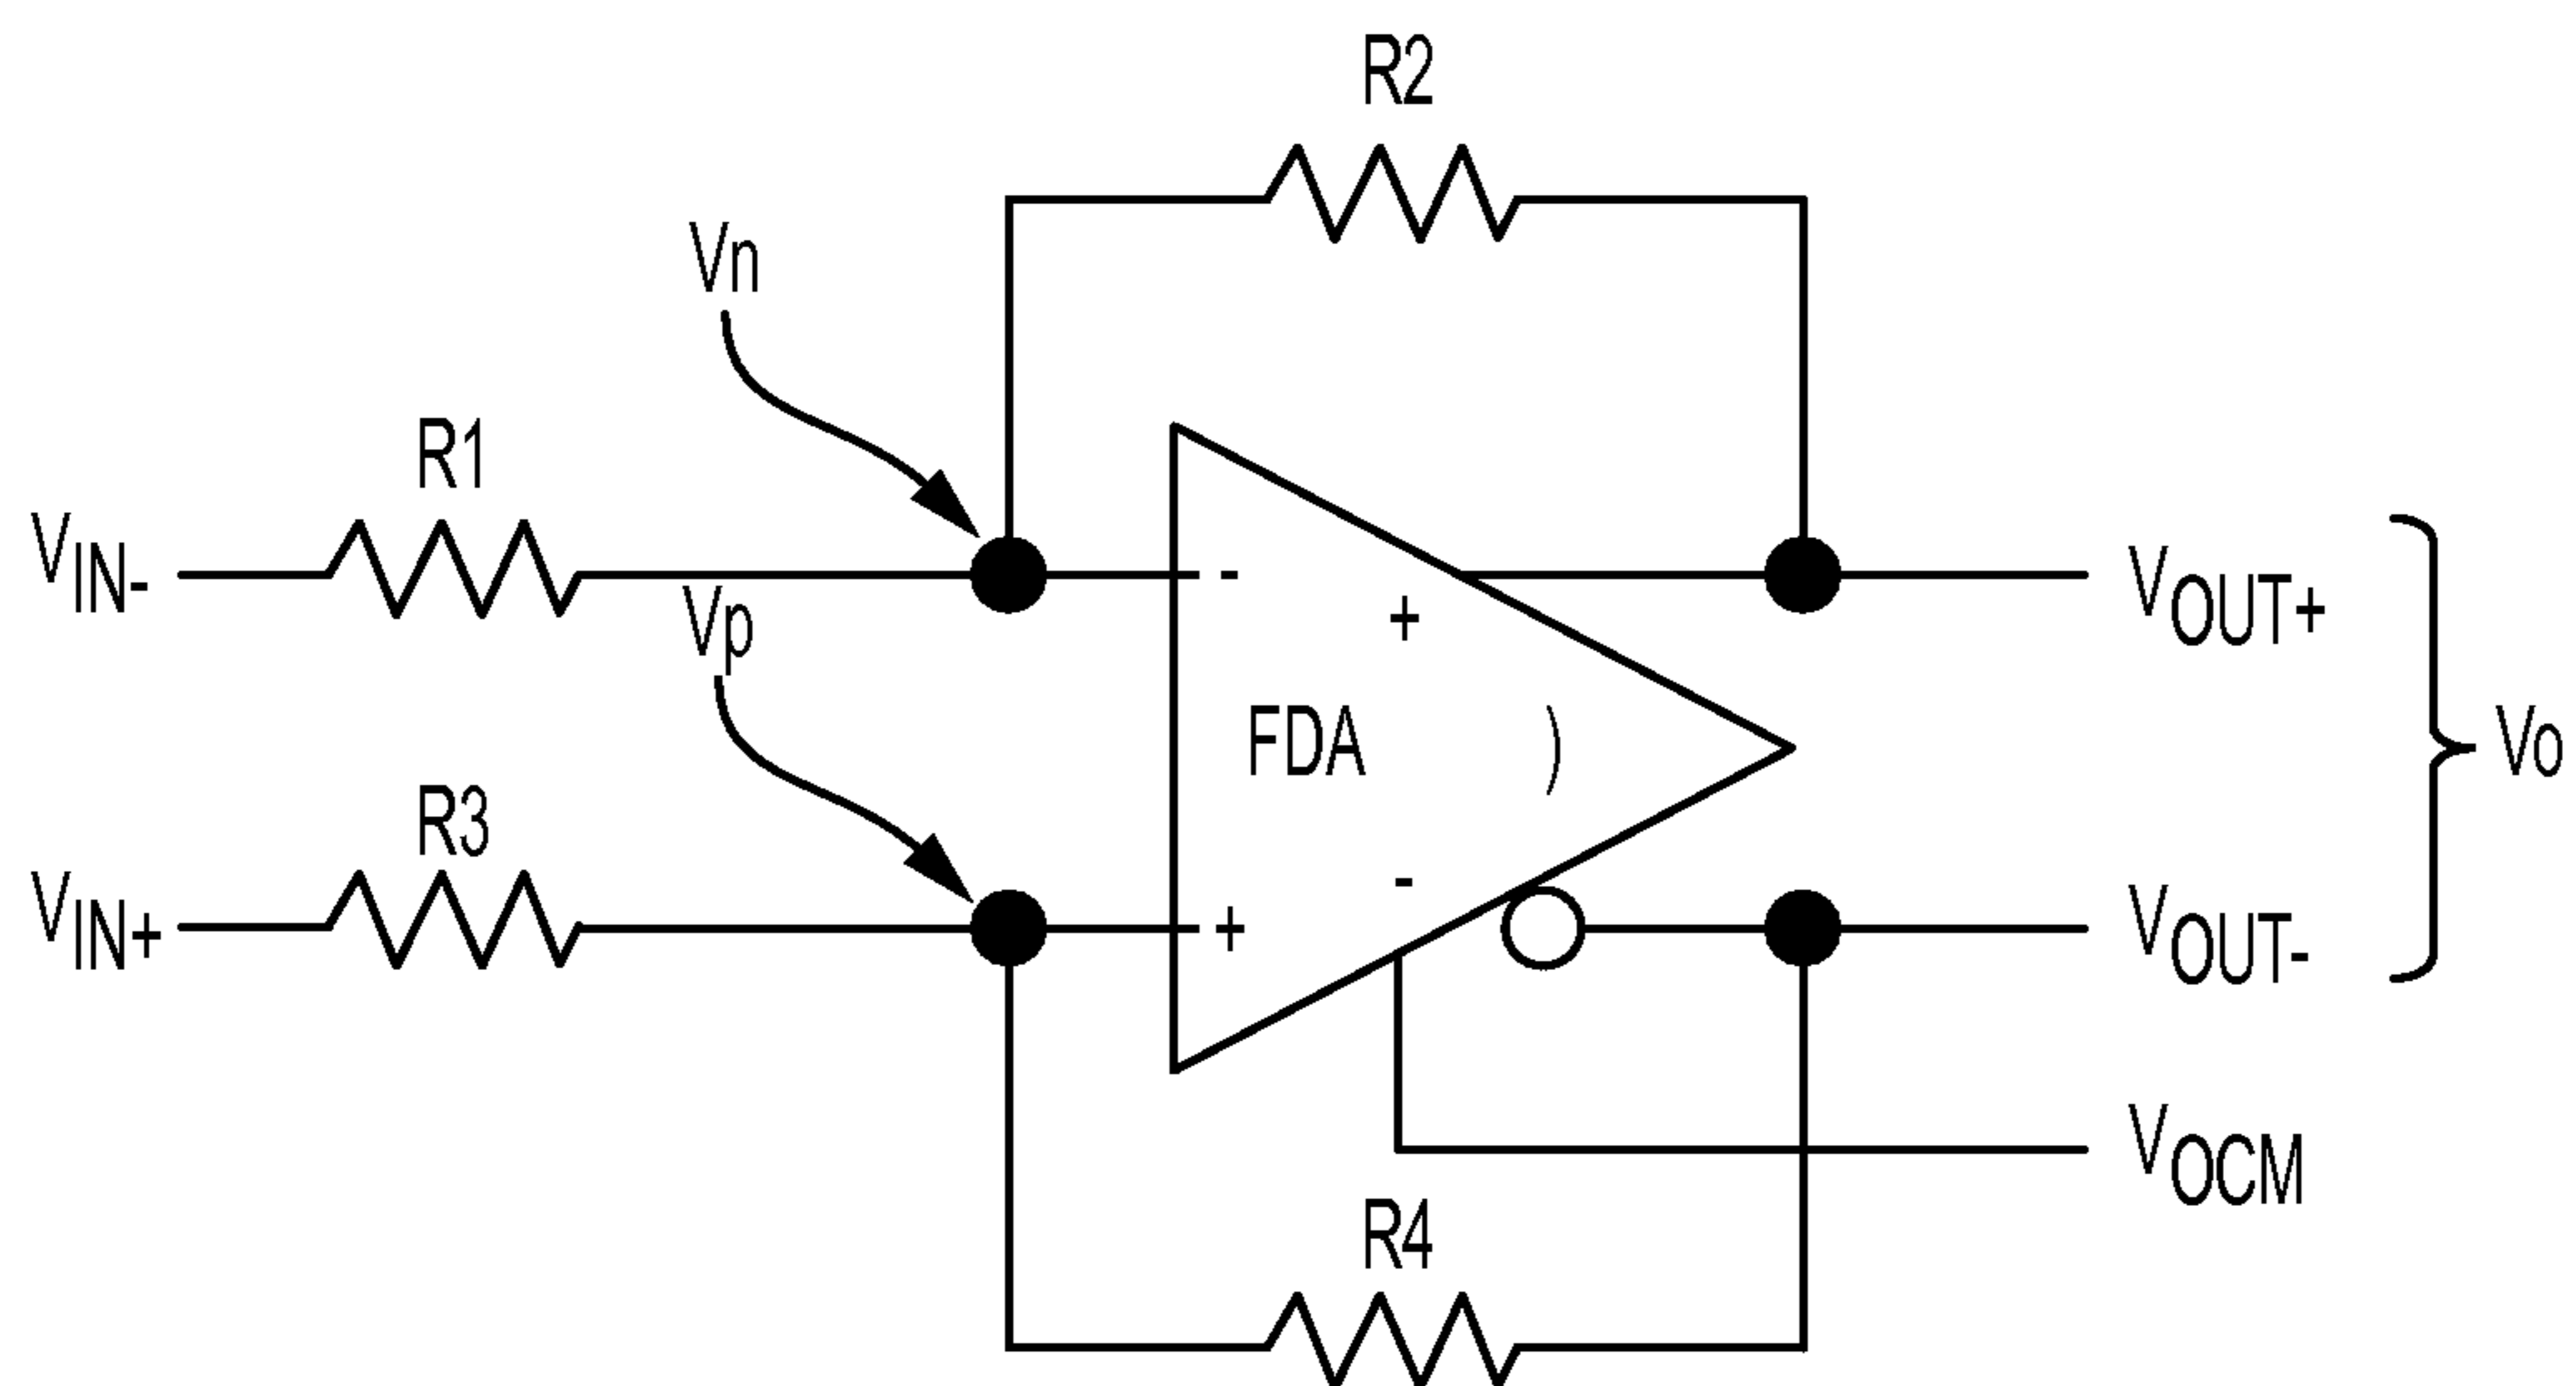 R2
Vn
R1
VIN-
-
+
VOUT+
Vp
FDA )
Vo
R3
VIN+
+
-
VOUT-
VOCM
R4